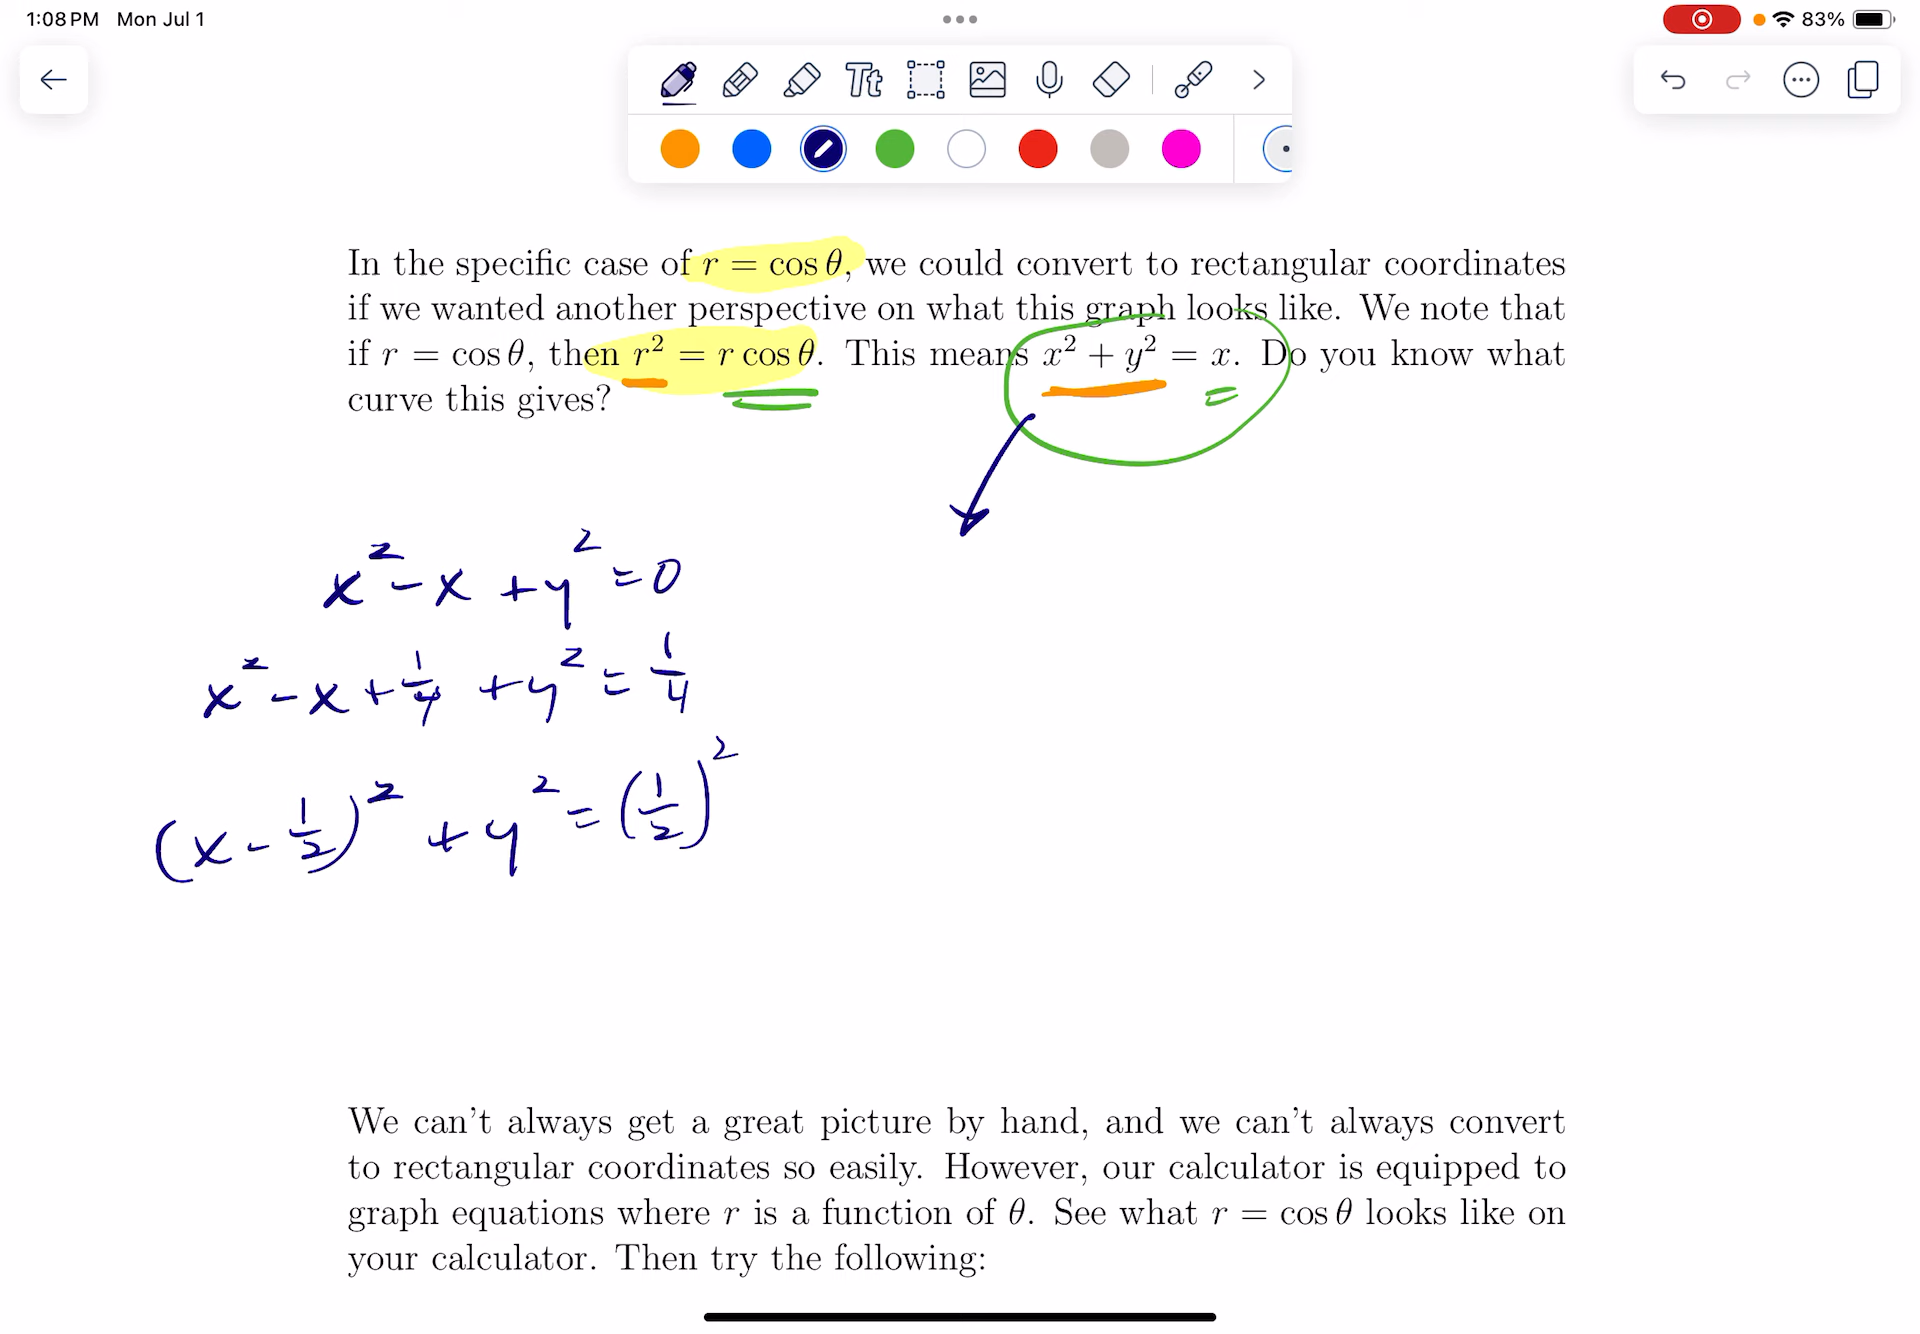 1:08 PM Mon Jul 1
83%
Tt
In the specific case of r = cos θ, we could convert to rectangular coordinates
if we wanted another perspective on what this graph looks like. We note that
if r = cos θ, then r² = r cos θ. This means x² + y² = x. Do you know what
curve this gives?
x² - x + y² = 0
x² - x + 1/4 + y² = 1/4
(x - 1/2)² + y² = (1/2)²
We can't always get a great picture by hand, and we can't always convert
to rectangular coordinates so easily. However, our calculator is equipped to
graph equations where r is a function of θ. See what r = cos θ looks like on
your calculator. Then try the following: